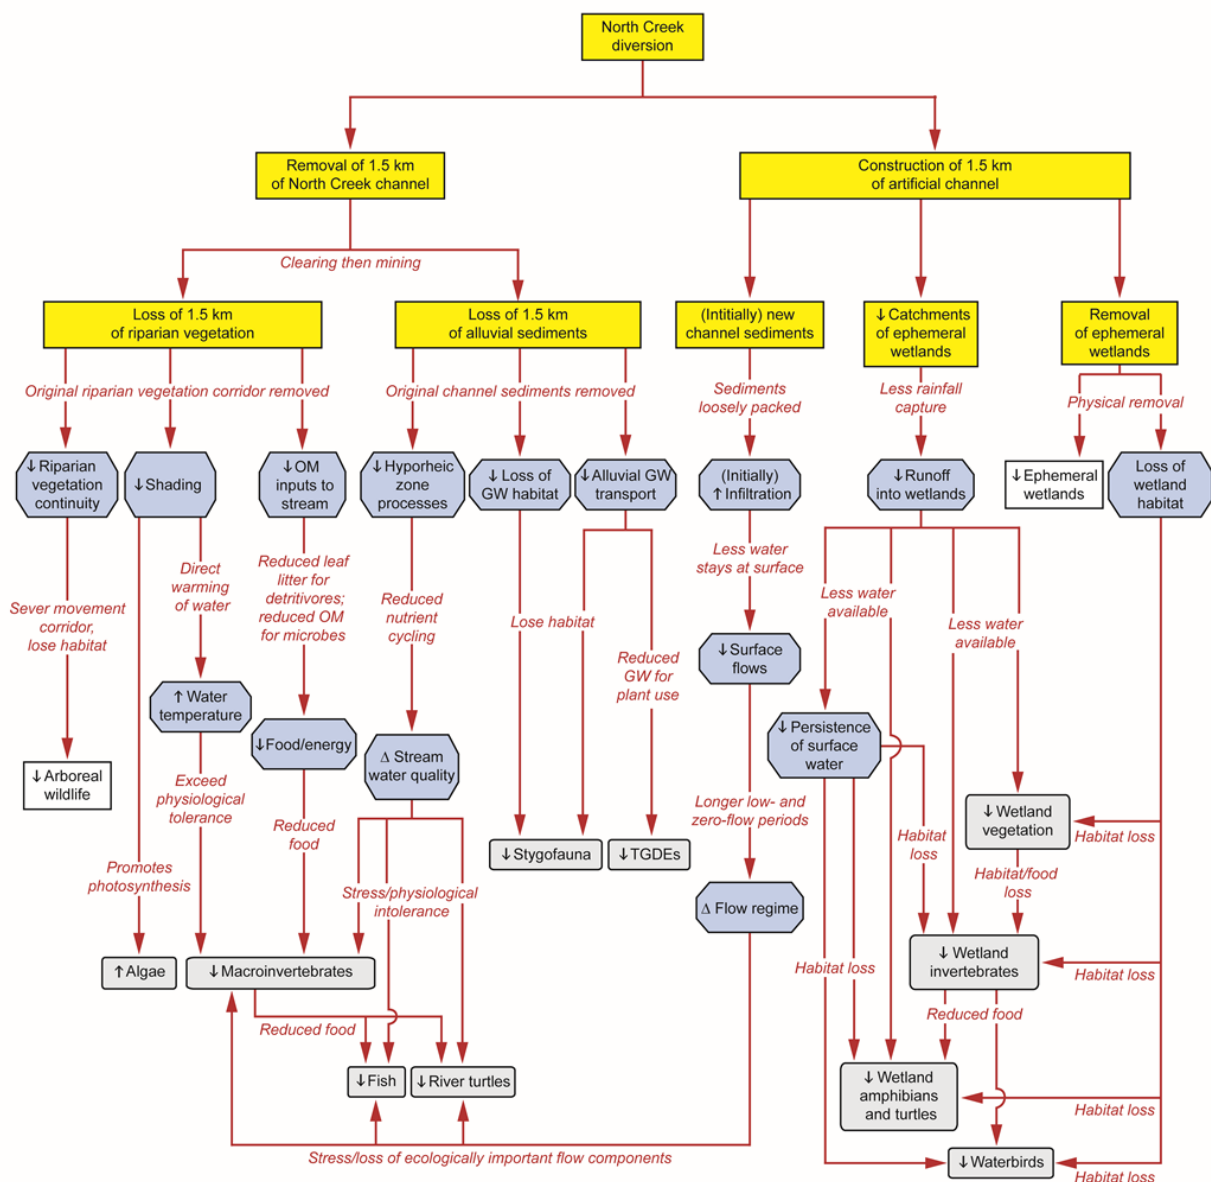 North Creek
diversion
Removal of 1.5 km
of North Creek channel
Construction of 1.5 km
of artificial channel
Clearing then mining
Loss of 1.5 km
of riparian vegetation
Loss of 1.5 km
of alluvial sediments
(Intitially) new
channel sediments
↓ Catchments
of ephemeral
wetlands
Removal
of ephemeral
wetlands
Original riparian vegetation corridor removed
Original channel sediments removed
Sediments
loosely packed
Less rainfall
capture
Physical removal
↓ Riparian
vegetation
continuity
↓ Shading
↓ OM
inputs to
stream
↓ Hyporheic
zone
processes
↓ Loss of
GW habitat
↓ Alluvial GW
transport
(Initially)
↑ Infiltration
↓ Runoff
into wetlands
↓ Ephemeral
wetlands
Loss of
wetland
habitat
Sever movement
corridor,
lose habitat
Direct
warming
of water
Reduced leaf
litter for
detritivores;
reduced OM
for microbes
Reduced
nutrient
cycling
Lose habitat
Reduced
GW for
plant use
Less water
stays at surface
Less water
available
Less water
available
↓ Surface
flows
↑ Water
temperature
↓ Food/energy
Δ Stream
water quality
↓ Persistence
of surface
water
↓ Arboreal
wildlife
Exceed
physiological
tolerance
Reduced
food
Longer low- and
zero-flow periods
Habitat
loss
↓ Wetland
vegetation
Habitat loss
↓ Stygofauna
↓ TGDEs
Promotes
photosynthesis
Stress/physiological
intolerance
Δ Flow regime
Habitat/food
loss
↑ Algae
↓ Macroinvertebrates
Habitat loss
↓ Wetland
invertebrates
Habitat loss
Reduced food
Reduced food
↓ Fish
↓ River turtles
↓ Wetland
amphibians
and turtles
Habitat loss
Stress/loss of ecologically important flow components
↓ Waterbirds
Habitat loss